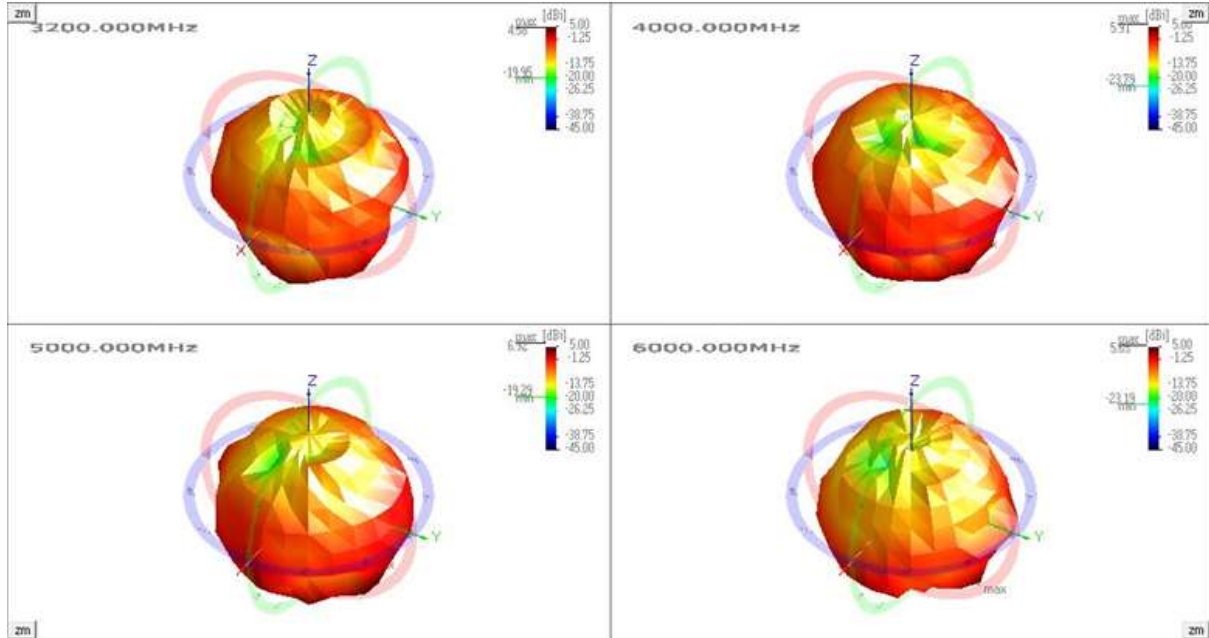 zm
3200.000MHz
max [dBi]
5.00
-1.25
-13.75
-19.95
-20.00
min
-26.25
-38.75
-45.00
Z
Y
X
zm
4000.000MHz
max [dBi]
5.91
5.00
-1.25
-13.75
-20.00
-23.79
-26.25
min
-38.75
-45.00
Z
Y
X
5000.000MHz
max [dBi]
5.00
-1.25
-13.75
-19.29
-20.00
min
-26.25
-38.75
-45.00
Z
Y
X
zm
6000.000MHz
max [dBi]
5.00
-1.25
-13.75
-20.00
-23.19
-26.25
-38.75
-45.00
Z
Y
X
max
zm